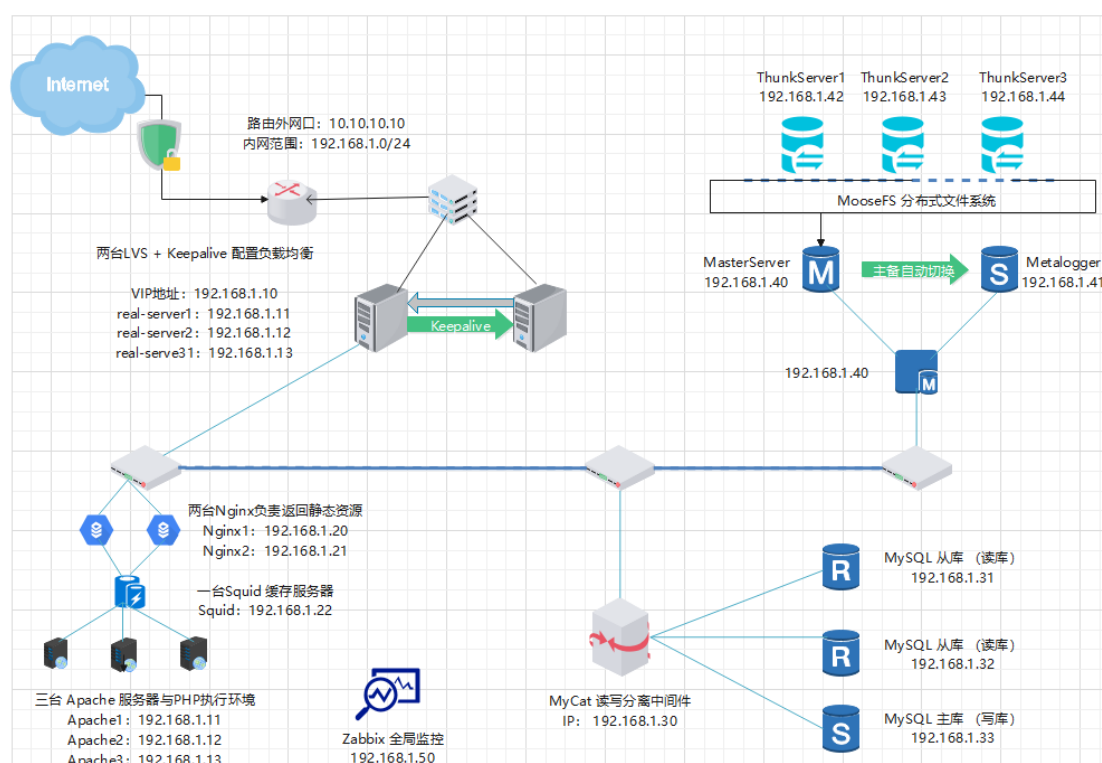 Internet
路由外网口：10.10.10.10
内网范围：192.168.1.0/24
两台LVS + Keepalive 配置负载均衡
VIP地址：192.168.1.10
real-server1：192.168.1.11
real-server2：192.168.1.12
real-serve31：192.168.1.13
Keepalive
ThunkServer1
192.168.1.42
ThunkServer2
192.168.1.43
ThunkServer3
192.168.1.44
MooseFS 分布式文件系统
MasterServer
192.168.1.40
M
主备自动切换
S
Metalogger
192.168.1.41
192.168.1.40
M
两台Nginx负责返回静态资源
Nginx1：192.168.1.20
Nginx2：192.168.1.21
一台Squid 缓存服务器
Squid：192.168.1.22
三台 Apache 服务器与PHP执行环境
Apache1：192.168.1.11
Apache2：192.168.1.12
Apache3：192.168.1.13
Zabbix 全局监控
192.168.1.50
MyCat 读写分离中间件
IP： 192.168.1.30
R
MySQL 从库 （读库）
192.168.1.31
R
MySQL 从库 （读库）
192.168.1.32
S
MySQL 主库 （写库）
192.168.1.33